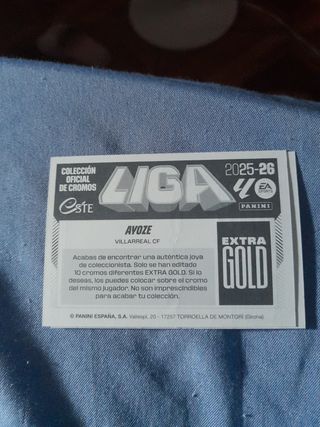 COLECCIÓN
OFICIAL
DE CROMOS
Este
LIGA
2025-26
EA
SPORTS
PANINI
AYOZE
VILLARREAL CF
Acabas de encontrar una auténtica joya
de coleccionista. Solo se han editado
10 cromos diferentes EXTRA GOLD. Si lo
deseas, los puedes colocar sobre el cromo
del mismo jugador. No son imprescindibles
para acabar tu colección.
EXTRA
GOLD
© PANINI ESPAÑA, S.A. Vallespí, 20 - 17257 TORROELLA DE MONTGRÍ (Girona)